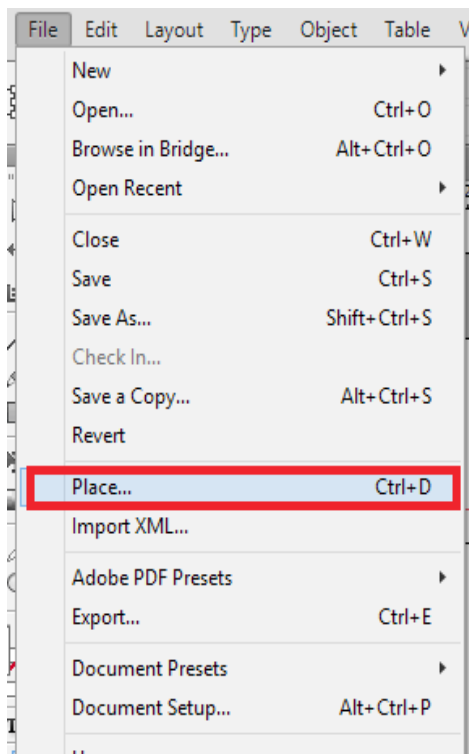 File Edit Layout Type Object Table
New
Open... Ctrl+O
Browse in Bridge... Alt+Ctrl+O
Open Recent
Close Ctrl+W
Save Ctrl+S
Save As... Shift+Ctrl+S
Check In...
Save a Copy... Alt+Ctrl+S
Revert
Place... Ctrl+D
Import XML...
Adobe PDF Presets
Export... Ctrl+E
Document Presets
Document Setup... Alt+Ctrl+P